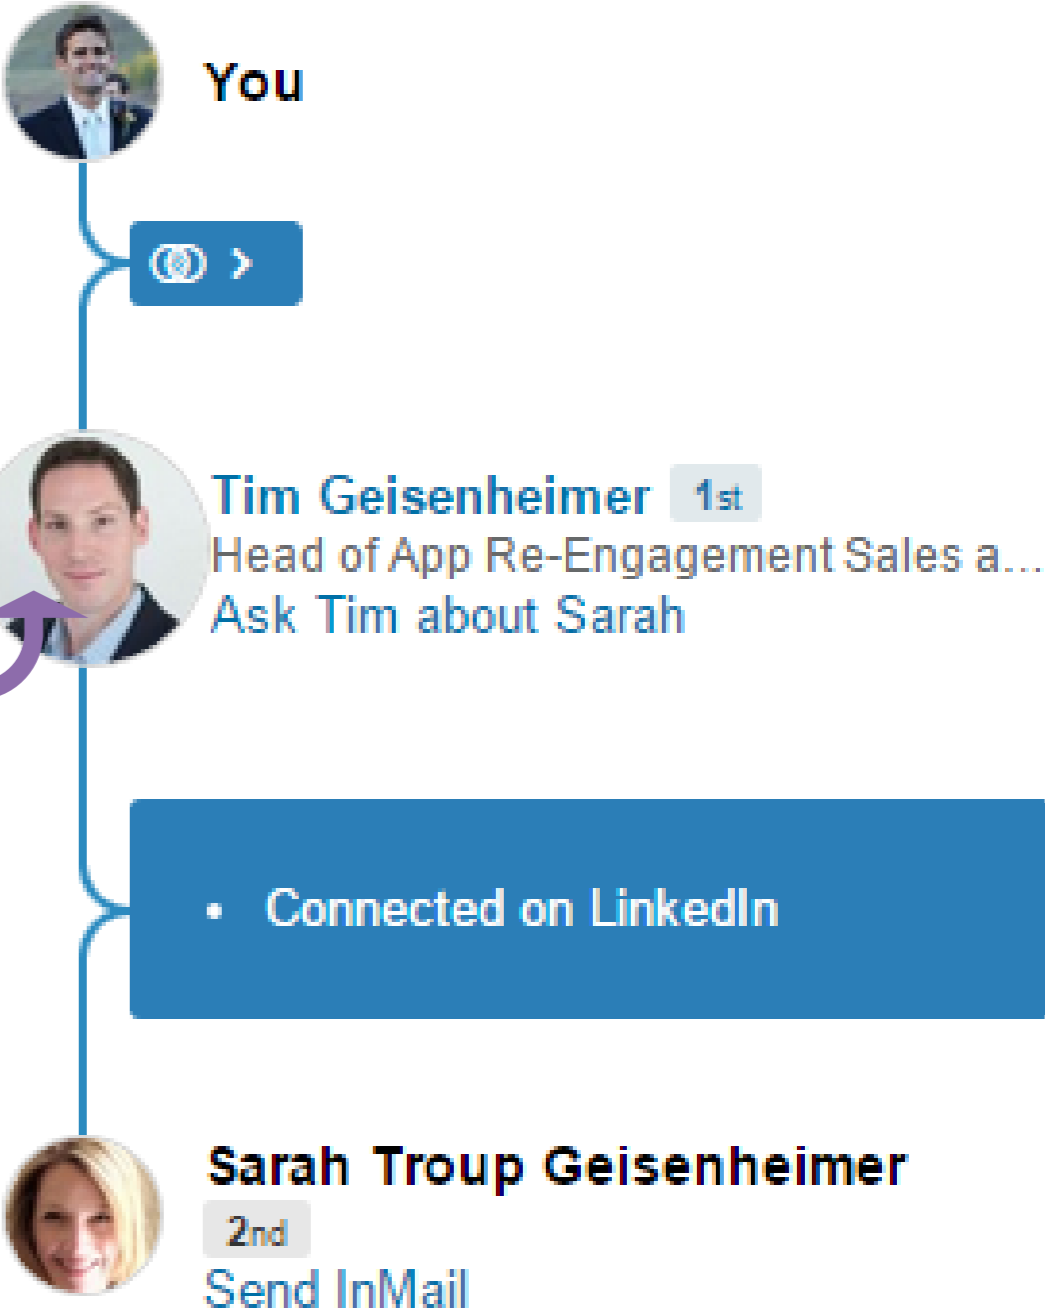 You
Tim Geisenheimer 1st
Head of App Re-Engagement Sales a...
Ask Tim about Sarah
• Connected on LinkedIn
Sarah Troup Geisenheimer
2nd
Send InMail